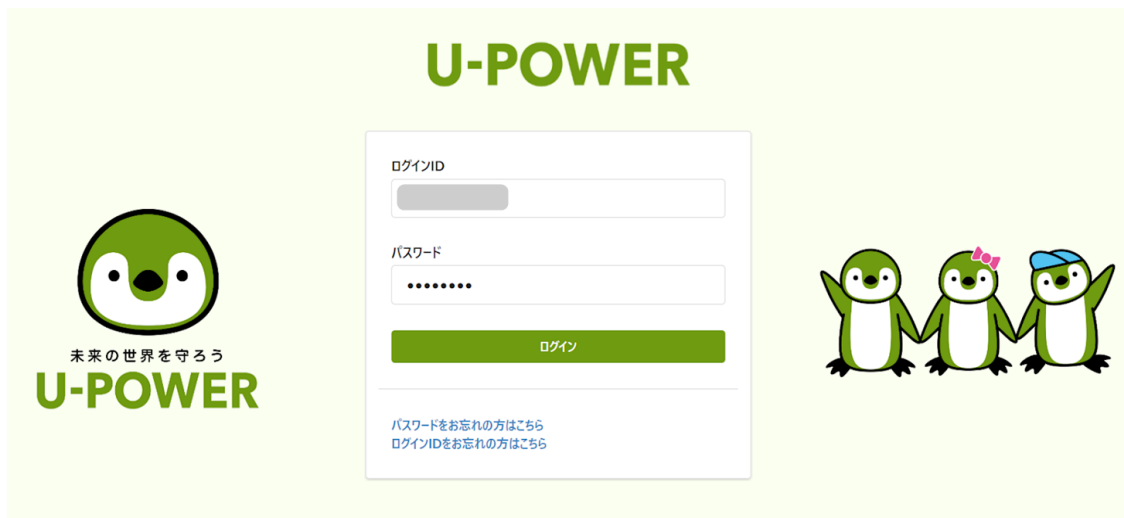 U-POWER
ログインID
パスワード
••••••••
ログイン
パスワードをお忘れの方はこちら
ログインIDをお忘れの方はこちら
未来の世界を守ろう
U-POWER